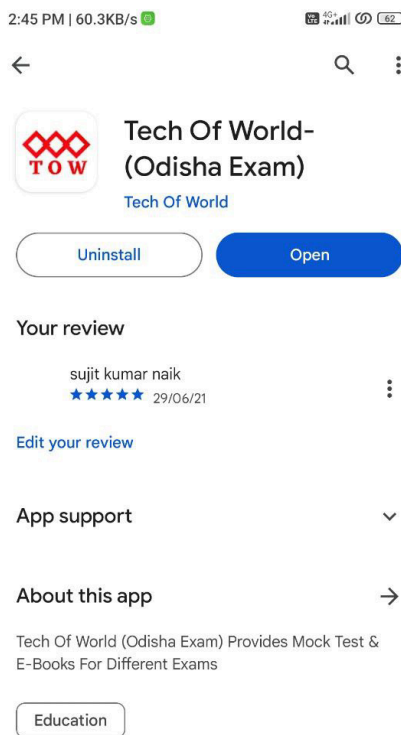 2:45 PM | 60.3KB/s
4G+
62
TOW
Tech Of World-
(Odisha Exam)
Tech Of World
Uninstall
Open
Your review
sujit kumar naik
29/06/21
Edit your review
App support
About this app
Tech Of World (Odisha Exam) Provides Mock Test &
E-Books For Different Exams
Education